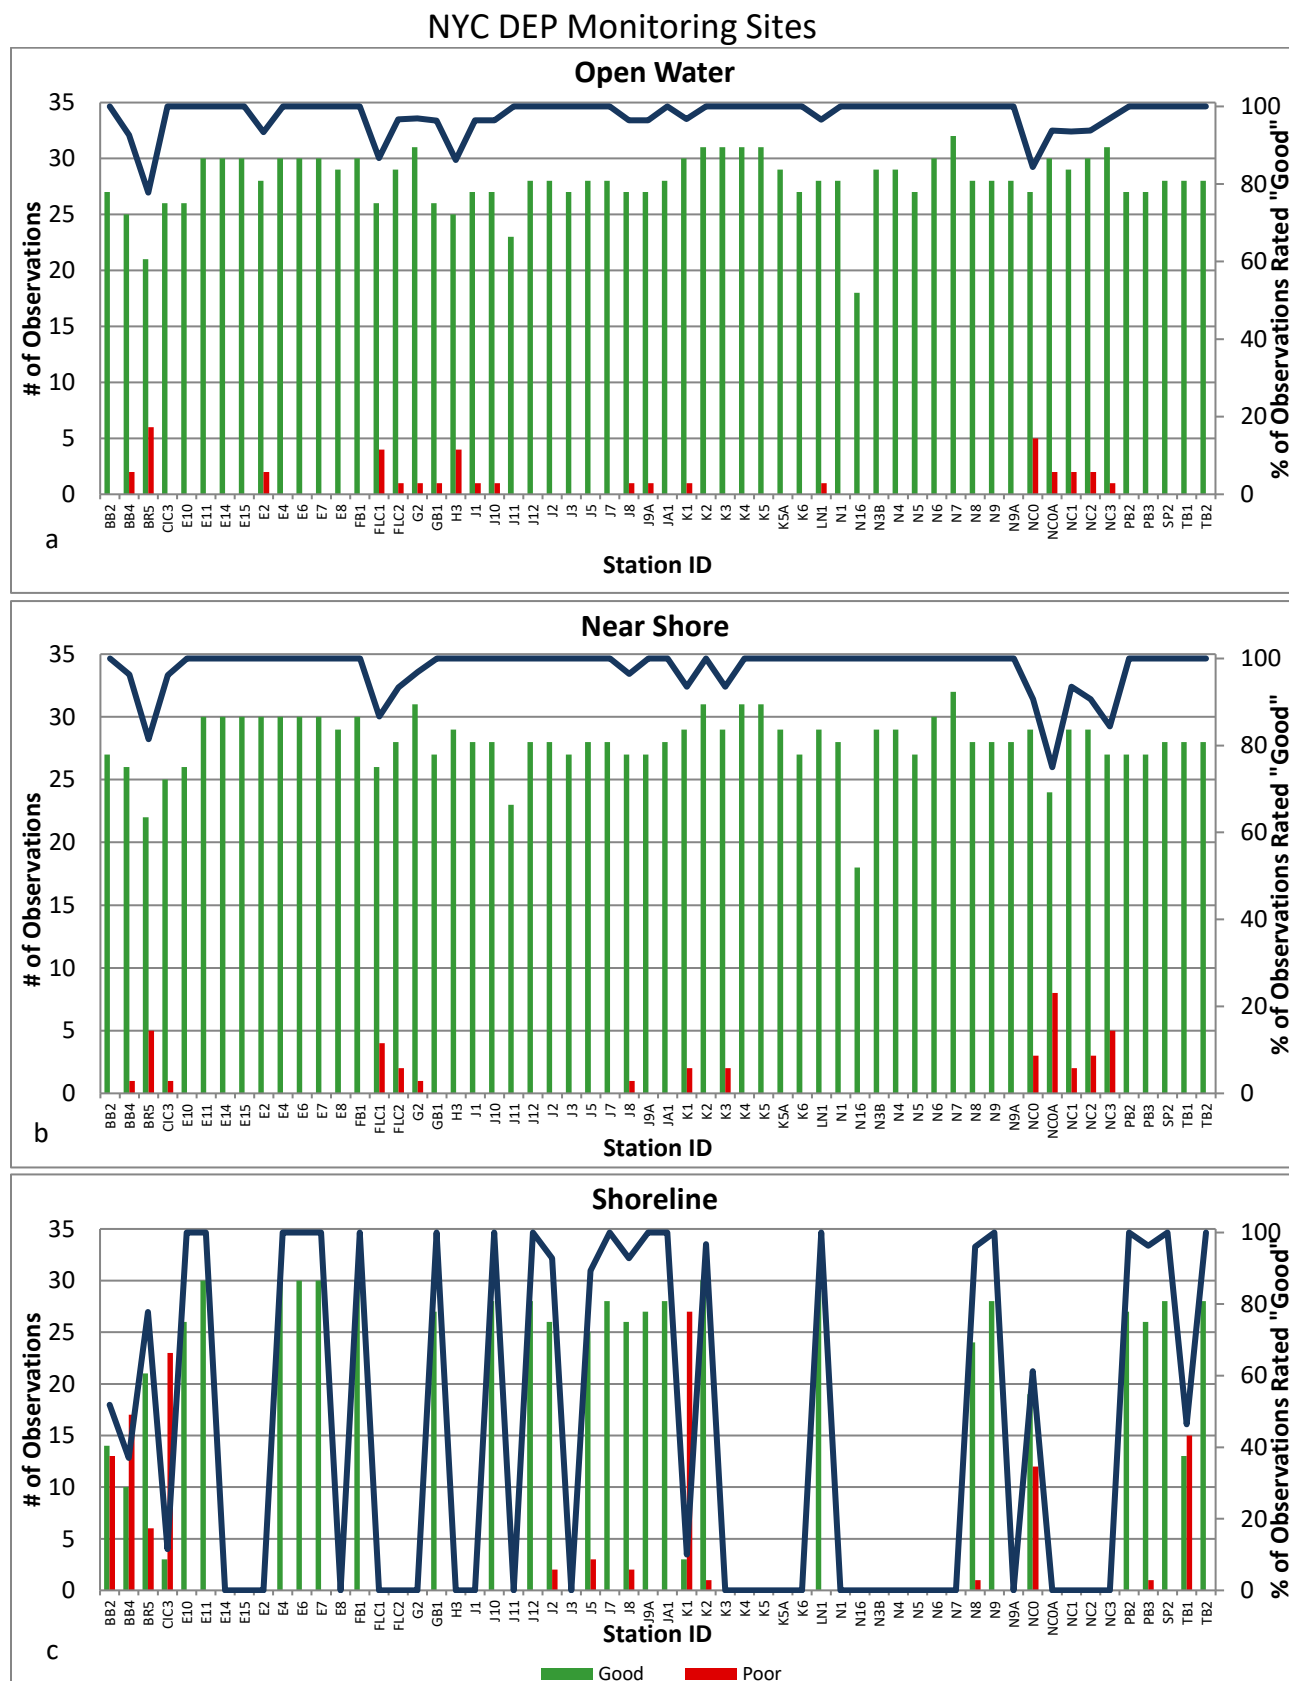 NYC DEP Monitoring Sites
Open Water
35
30
25
20
15
10
5
0
# of Observations
100
80
60
40
20
0
% of Observations Rated "Good"
BB2 BB4 BR5 CIC3 E10 E11 E14 E15 E2 E4 E6 E7 E8 FB1 FLC1 FLC2 G2 GB1 H3 J1 J10 J11 J12 J2 J3 J5 J7 J8 J9A JA1 K1 K2 K3 K4 K5 K5A K6 LN1 N1 N16 N3B N4 N5 N6 N7 N8 N9 N9A NC0 NC0A NC1 NC2 NC3 PB2 PB3 SP2 TB1 TB2
a
Station ID
Near Shore
35
30
25
20
15
10
5
0
# of Observations
100
80
60
40
20
0
% of Observations Rated "Good"
BB2 BB4 BR5 CIC3 E10 E11 E14 E15 E2 E4 E6 E7 E8 FB1 FLC1 FLC2 G2 GB1 H3 J1 J10 J11 J12 J2 J3 J5 J7 J8 J9A JA1 K1 K2 K3 K4 K5 K5A K6 LN1 N1 N16 N3B N4 N5 N6 N7 N8 N9 N9A NC0 NC0A NC1 NC2 NC3 PB2 PB3 SP2 TB1 TB2
b
Station ID
Shoreline
35
30
25
20
15
10
5
0
# of Observations
100
80
60
40
20
0
% of Observations Rated "Good"
BB2 BB4 BR5 CIC3 E10 E11 E14 E15 E2 E4 E6 E7 E8 FB1 FLC1 FLC2 G2 GB1 H3 J1 J10 J11 J12 J2 J3 J5 J7 J8 J9A JA1 K1 K2 K3 K4 K5 K5A K6 LN1 N1 N16 N3B N4 N5 N6 N7 N8 N9 N9A NC0 NC0A NC1 NC2 NC3 PB2 PB3 SP2 TB1 TB2
Station ID
c
Good Poor